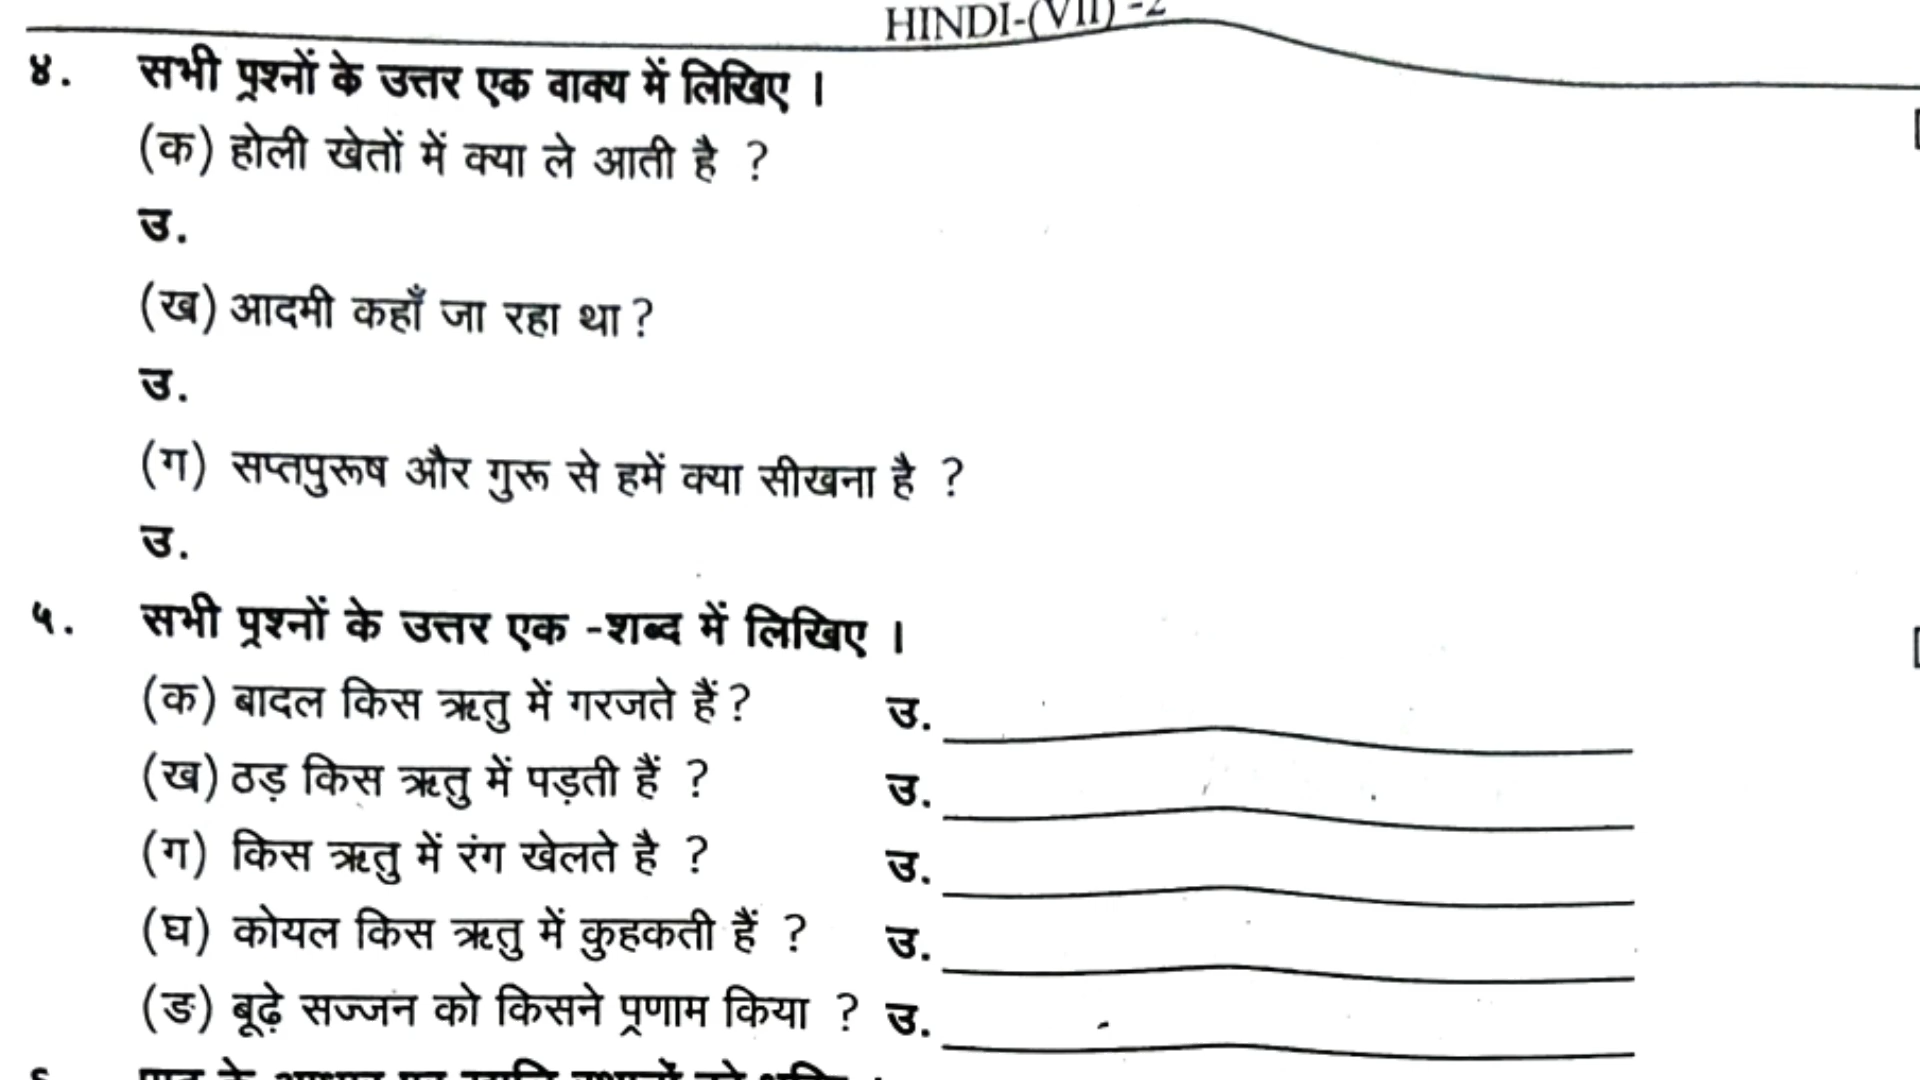 HINDI-(VII) -2
४. सभी प्रश्नों के उत्तर एक वाक्य में लिखिए ।
(क) होली खेतों में क्या ले आती है ?
उ.
(ख) आदमी कहाँ जा रहा था ?
उ.
(ग) सप्तपुरूष और गुरू से हमें क्या सीखना है ?
उ.
५. सभी प्रश्नों के उत्तर एक -शब्द में लिखिए ।
(क) बादल किस ऋतु में गरजते हैं ? उ.
(ख) ठड़ किस ऋतु में पड़ती हैं ? उ.
(ग) किस ऋतु में रंग खेलते है ? उ.
(घ) कोयल किस ऋतु में कुहकती हैं ? उ.
(ङ) बूढ़े सज्जन को किसने प्रणाम किया ? उ.